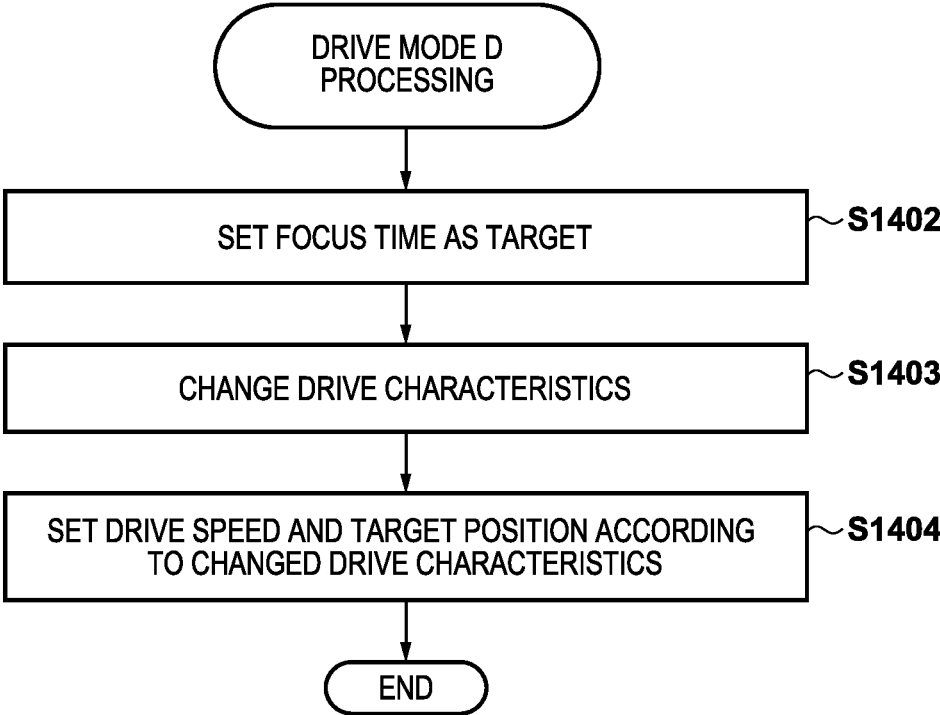 DRIVE MODE D
PROCESSING
SET FOCUS TIME AS TARGET
S1402
CHANGE DRIVE CHARACTERISTICS
S1403
SET DRIVE SPEED AND TARGET POSITION ACCORDING
TO CHANGED DRIVE CHARACTERISTICS
S1404
END